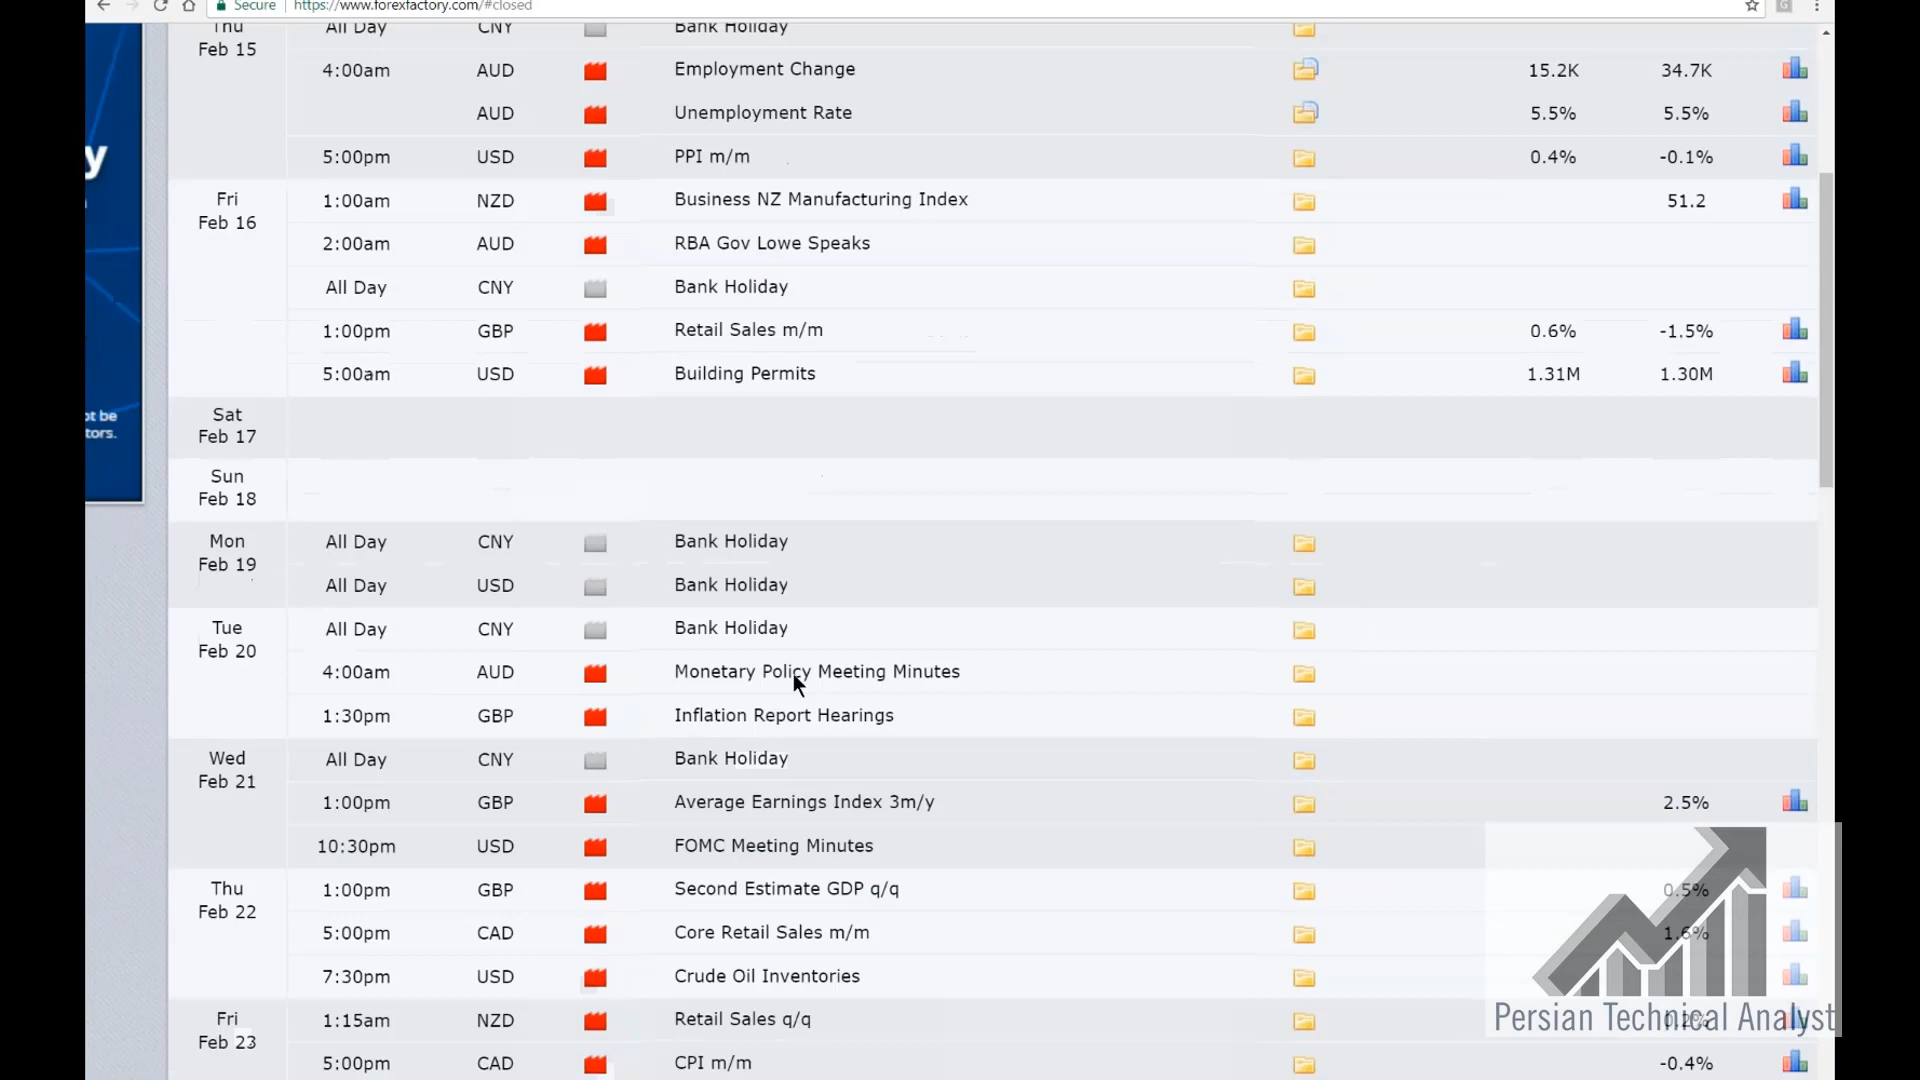 Secure https://www.forexfactory.com/#closed
Thu Feb 15 All Day CNY Bank Holiday
4:00am AUD Employment Change 15.2K 34.7K
AUD Unemployment Rate 5.5% 5.5%
5:00pm USD PPI m/m 0.4% -0.1%
y
Fri Feb 16 1:00am NZD Business NZ Manufacturing Index 51.2
2:00am AUD RBA Gov Lowe Speaks
All Day CNY Bank Holiday
1:00pm GBP Retail Sales m/m 0.6% -1.5%
5:00am USD Building Permits 1.31M 1.30M
ot be
tors.
Sat Feb 17
Sun Feb 18
Mon Feb 19 All Day CNY Bank Holiday
All Day USD Bank Holiday
Tue Feb 20 All Day CNY Bank Holiday
4:00am AUD Monetary Policy Meeting Minutes
1:30pm GBP Inflation Report Hearings
Wed Feb 21 All Day CNY Bank Holiday
1:00pm GBP Average Earnings Index 3m/y 2.5%
10:30pm USD FOMC Meeting Minutes
Thu Feb 22 1:00pm GBP Second Estimate GDP q/q 0.5%
5:00pm CAD Core Retail Sales m/m 1.6%
7:30pm USD Crude Oil Inventories
Fri Feb 23 1:15am NZD Retail Sales q/q
5:00pm CAD CPI m/m -0.4%
Persian Technical Analyst